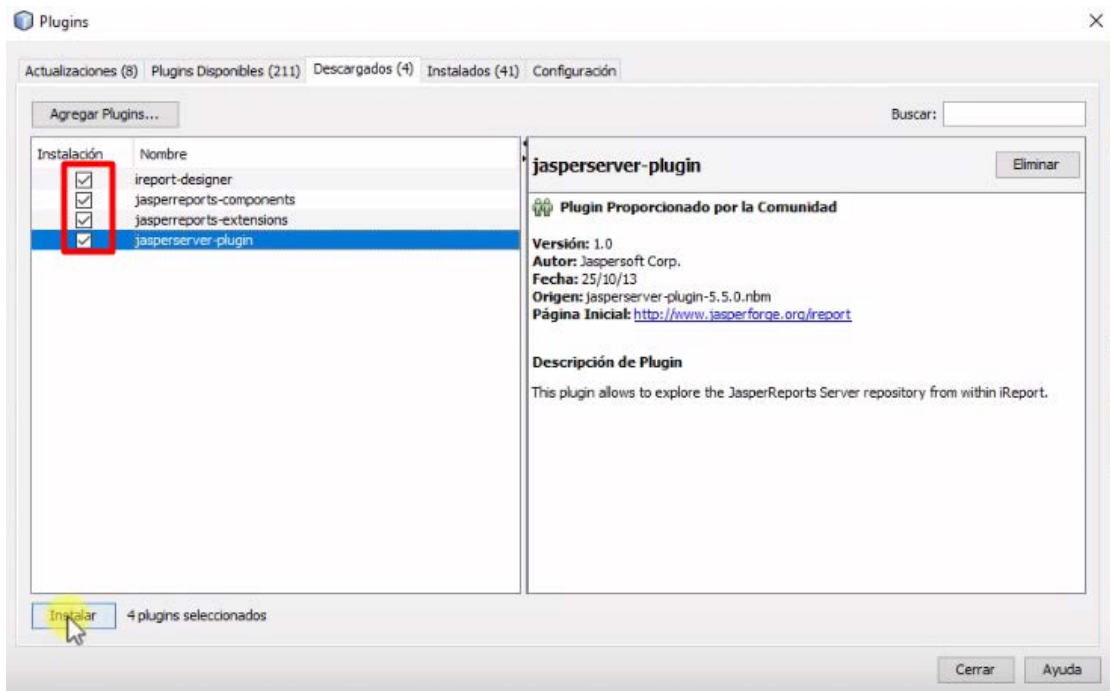 Plugins
Actualizaciones (8) Plugins Disponibles (211) Descargados (4) Instalados (41) Configuración
Agregar Plugins...
Buscar:
Instalación Nombre
ireport-designer
jasperreports-components
jasperreports-extensions
jasperserver-plugin
jasperserver-plugin
Eliminar
Plugin Proporcionado por la Comunidad
Versión: 1.0
Autor: Jaspersoft Corp.
Fecha: 25/10/13
Origen: jasperserver-plugin-5.5.0.nbm
Página Inicial: http://www.jasperforge.org/ireport
Descripción de Plugin
This plugin allows to explore the JasperReports Server repository from within iReport.
Instalar 4 plugins seleccionados
Cerrar Ayuda